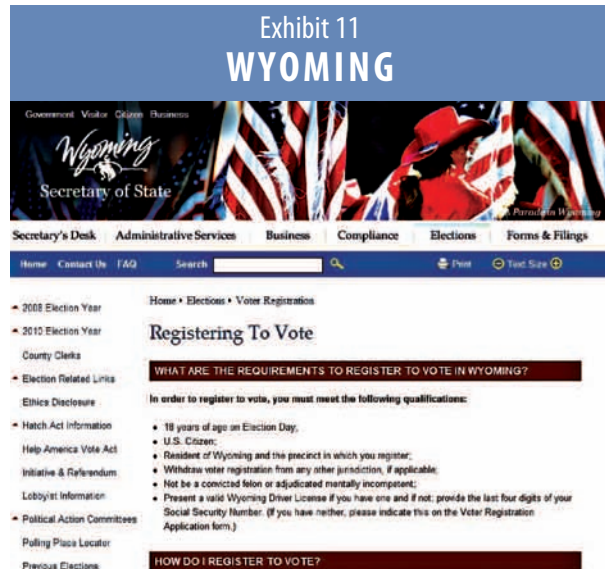 Exhibit 11
WYOMING
Government Visitor Citizen Business
Wyoming
Secretary of State
Parade in Wyoming
Secretary's Desk Administrative Services Business Compliance Elections Forms & Filings
Home Contact Us FAQ Search Print Text Size
Home • Elections • Voter Registration
2008 Election Year
2010 Election Year
County Clerks
Election Related Links
Ethics Disclosure
Hatch Act Information
Help America Vote Act
Initiative & Referendum
Lobbyist Information
Political Action Committees
Polling Place Locator
Previous Elections
Registering To Vote
WHAT ARE THE REQUIREMENTS TO REGISTER TO VOTE IN WYOMING?
In order to register to vote, you must meet the following qualifications:
• 18 years of age on Election Day;
• U.S. Citizen;
• Resident of Wyoming and the precinct in which you register;
• Withdraw voter registration from any other jurisdiction, if applicable;
• Not be a convicted felon or adjudicated mentally incompetent;
• Present a valid Wyoming Driver License if you have one and if not; provide the last four digits of your
Social Security Number. (If you have neither, please indicate this on the Voter Registration
Application form.)
HOW DO I REGISTER TO VOTE?